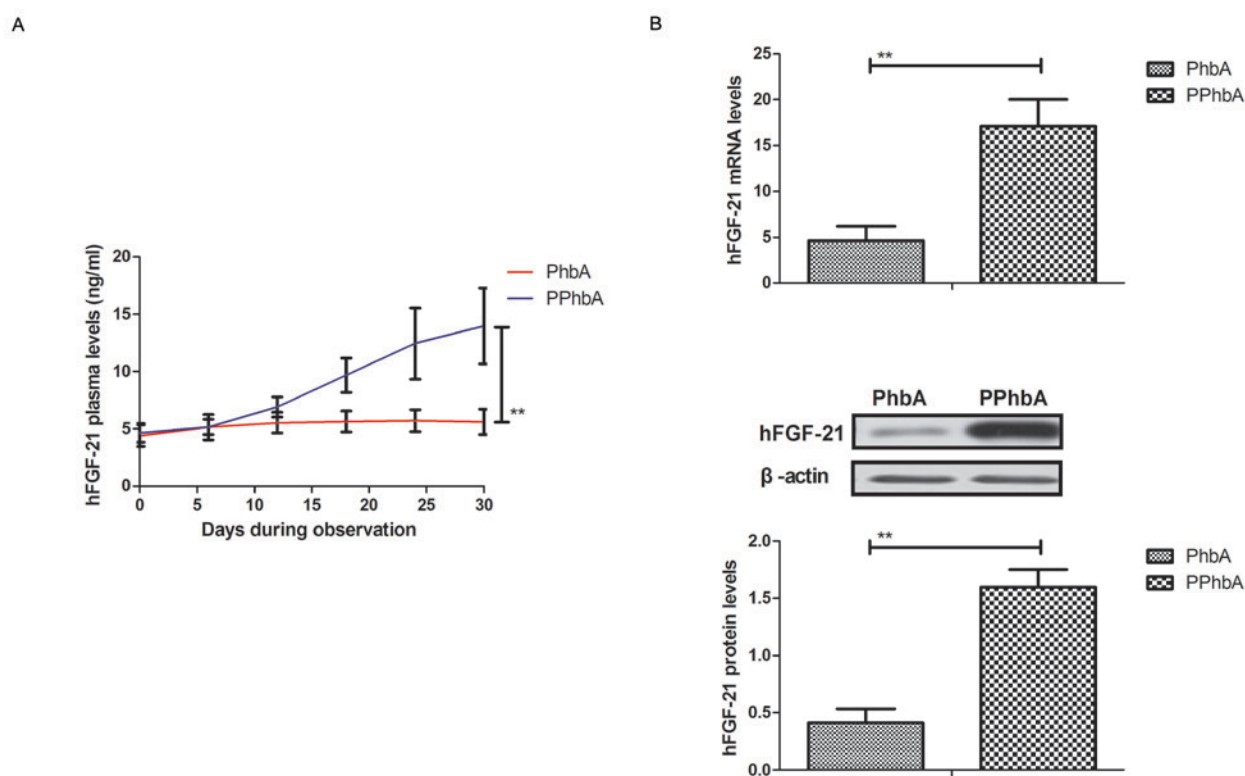 A
hFGF-21 plasma levels (ng/ml)
20
15
10
5
0
0 5 10 15 20 25 30
Days during observation
PhbA
PPhbA
**
B
hFGF-21 mRNA levels
25
20
15
10
5
0
**
PhbA
PPhbA
PhbA PPhbA
hFGF-21
β -actin
hFGF-21 protein levels
2.0
1.5
1.0
0.5
0.0
**
PhbA
PPhbA